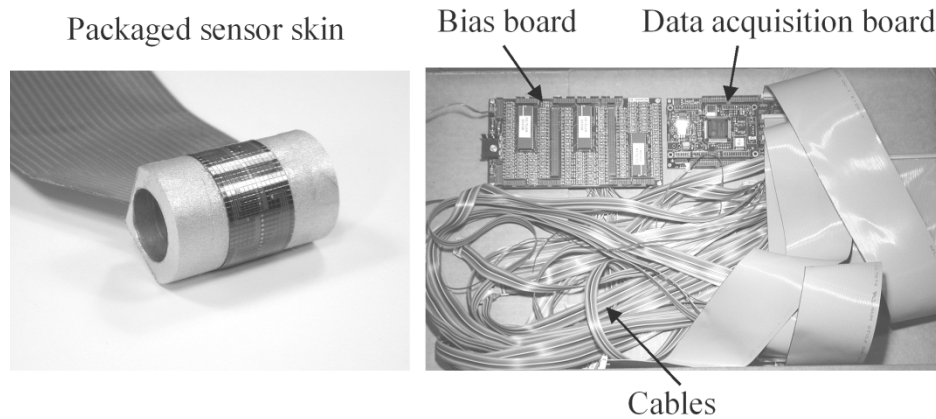 Packaged sensor skin
Bias board
Data acquisition board
Cables